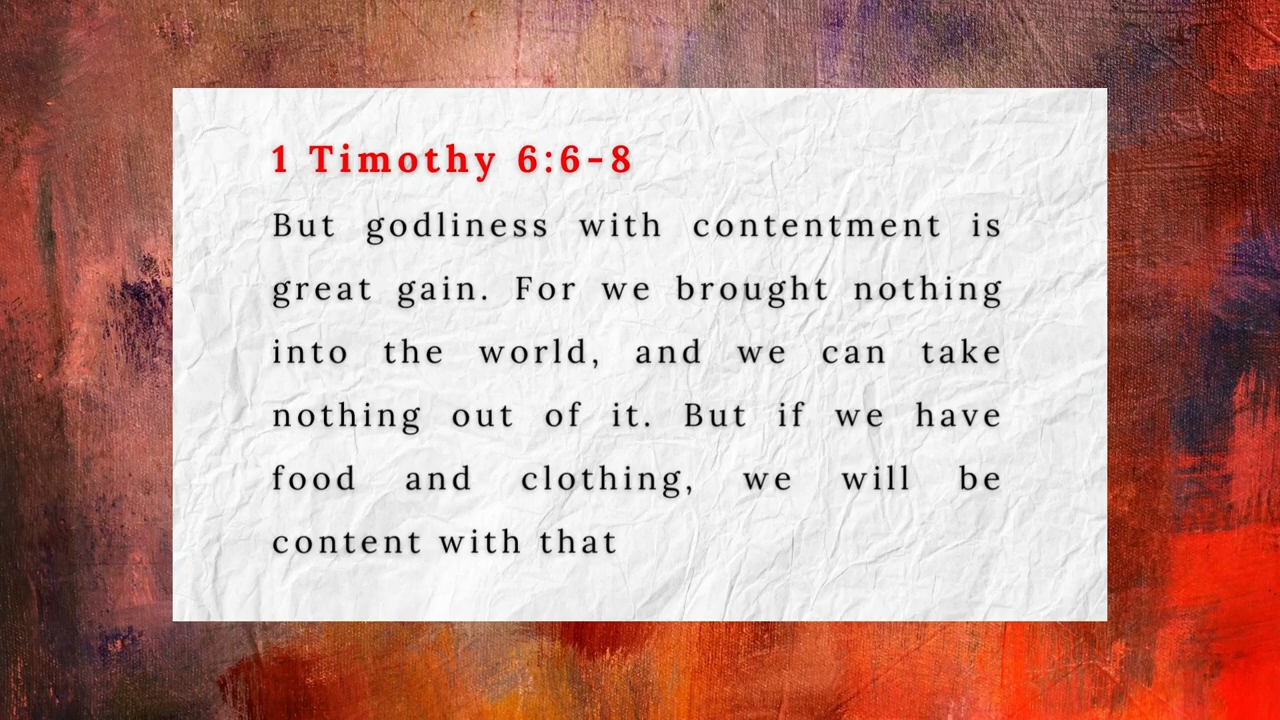 1 Timothy 6:6-8
But godliness with contentment is
great gain. For we brought nothing
into the world, and we can take
nothing out of it. But if we have
food and clothing, we will be
content with that